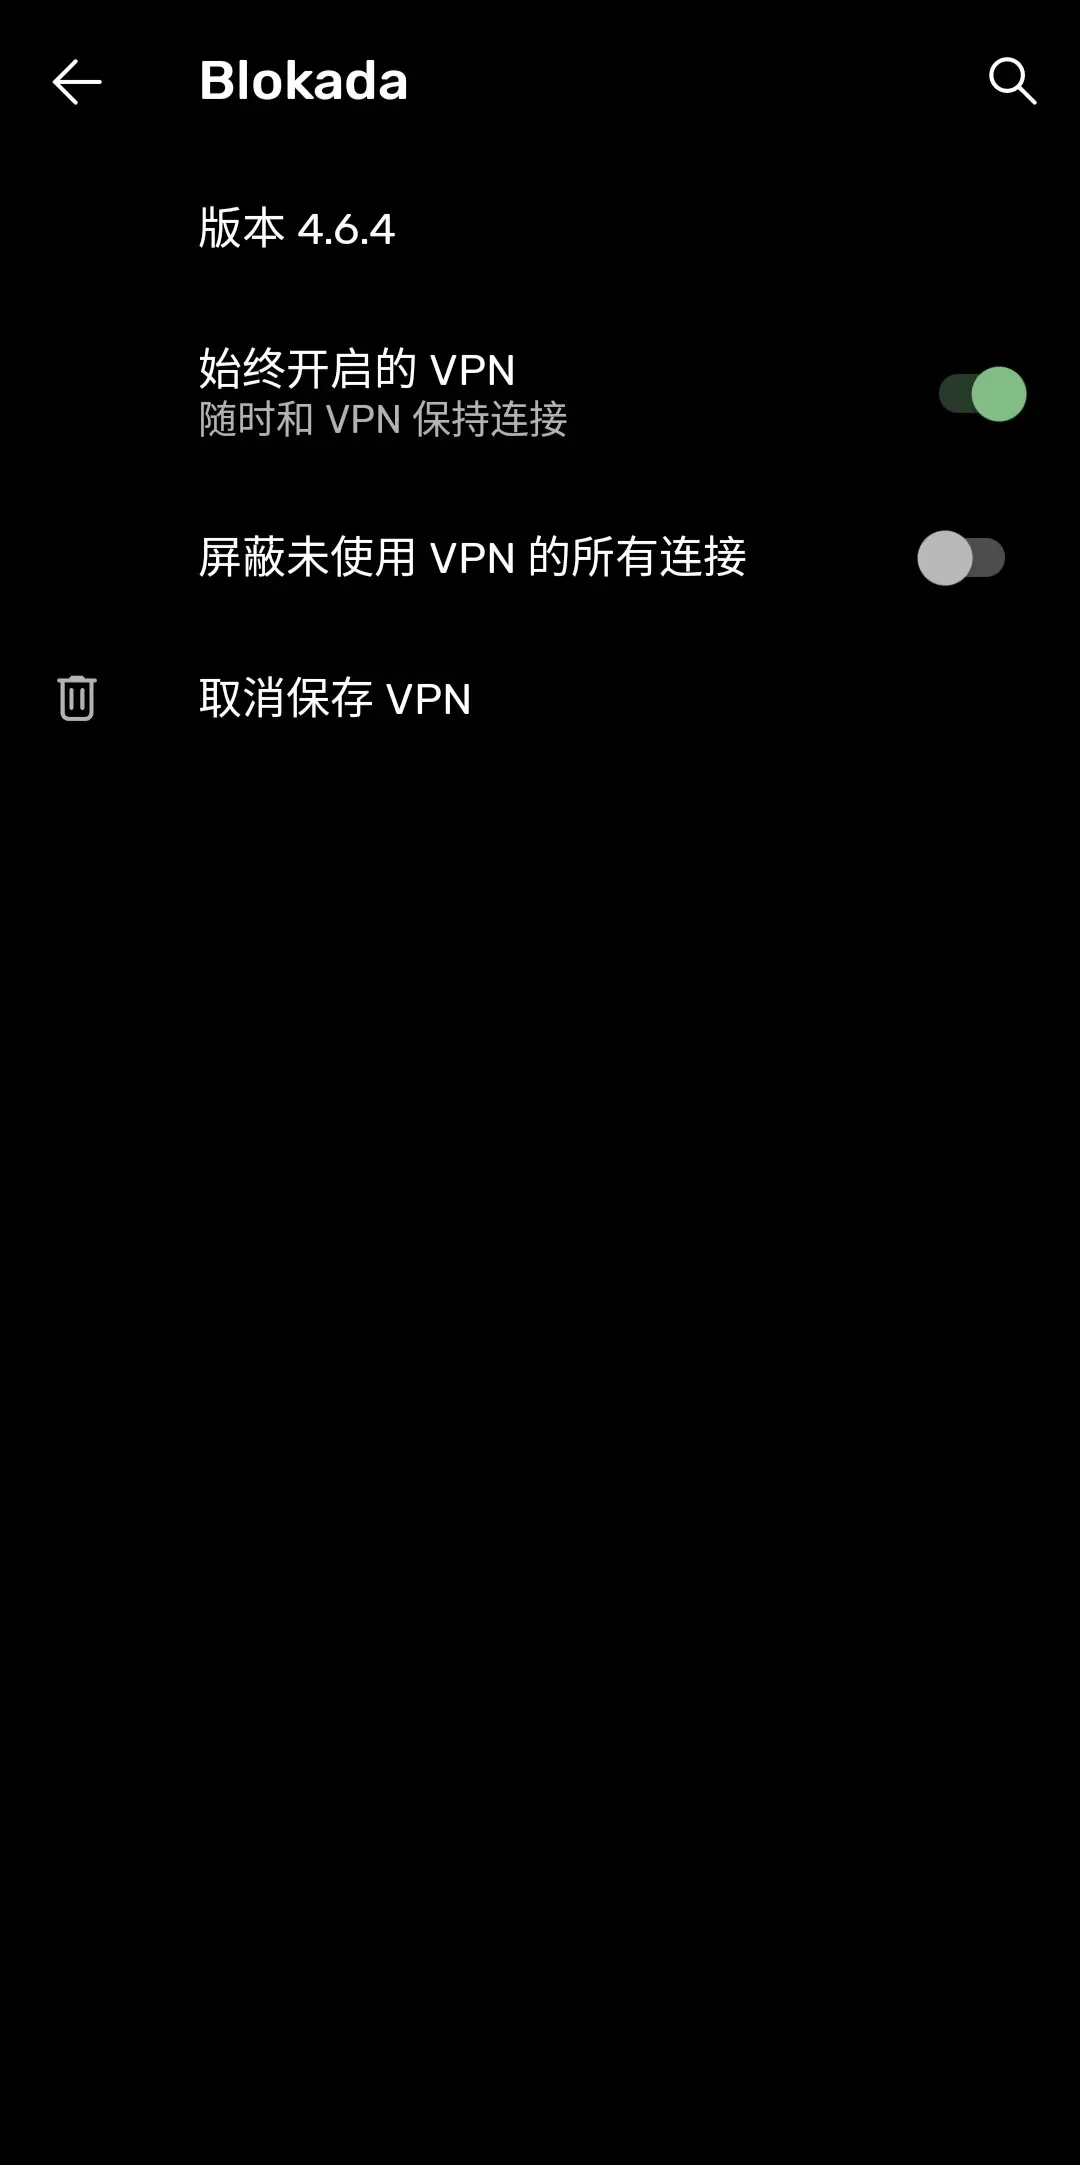 Blokada
版本 4.6.4
始终开启的 VPN
随时和 VPN 保持连接
屏蔽未使用 VPN 的所有连接
取消保存 VPN